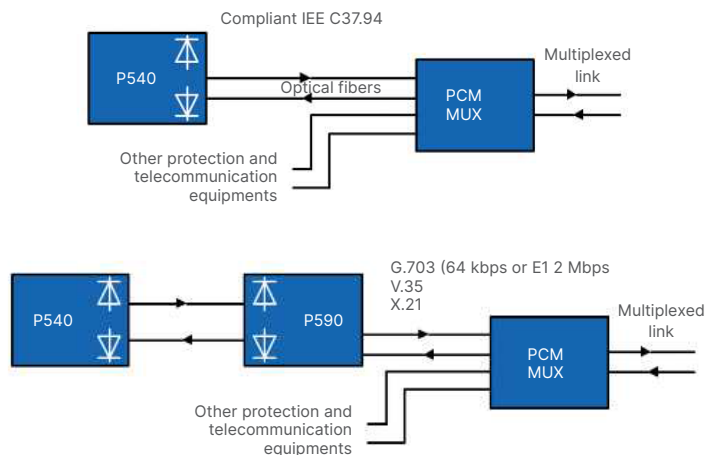 Compliant IEE C37.94
P540
Optical fibers
PCM
MUX
Multiplexed
link
Other protection and
telecommunication
equipments
G.703 (64 kbps or E1 2 Mbps
V.35
X.21
P540
P590
PCM
MUX
Multiplexed
link
Other protection and
telecommunication
equipments